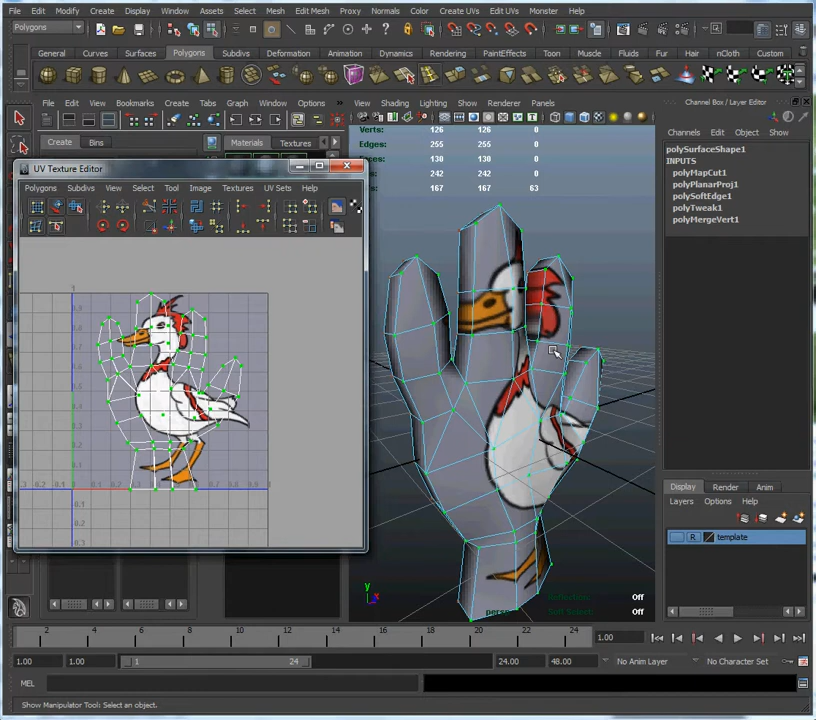 File Edit Modify Create Display Window Assets Select Mesh Edit Mesh Proxy Normals Color Create UVs Edit UVs Monster Help
Polygons
General Curves Surfaces Polygons Subdivs Deformation Animation Dynamics Rendering PaintEffects Toon Muscle Fluids Fur Hair nCloth Custom
Channel Box / Layer Editor
Edit View Bookmarks Create Tabs Graph Window Options »
View Shading Lighting Show Renderer Panels
Channels Edit Object Show
Create Bins
Materials
polySurfaceShape1
INPUTS
polyMapCut1
polyPlanarProj1
polySoftEdge1
polyTweak1
polyMergeVert1
Verts: 126 126 0
Edges: 255 255 0
130 130 0
242 242 0
167 167 63
UV Texture Editor
Polygons Subdivs Edit View Select Tool Image Textures UV Sets Help
Display Render Anim
Layers Options Help
R template
persp
Reflection: Off
Soft Select: Off
2 4 6 8 10 12 14 16 18 20 22 24 1.00
1.00 1.00 1 24 24.00 48.00 No Anim Layer No Character Set
MEL
Show Manipulator Tool: Select an object.